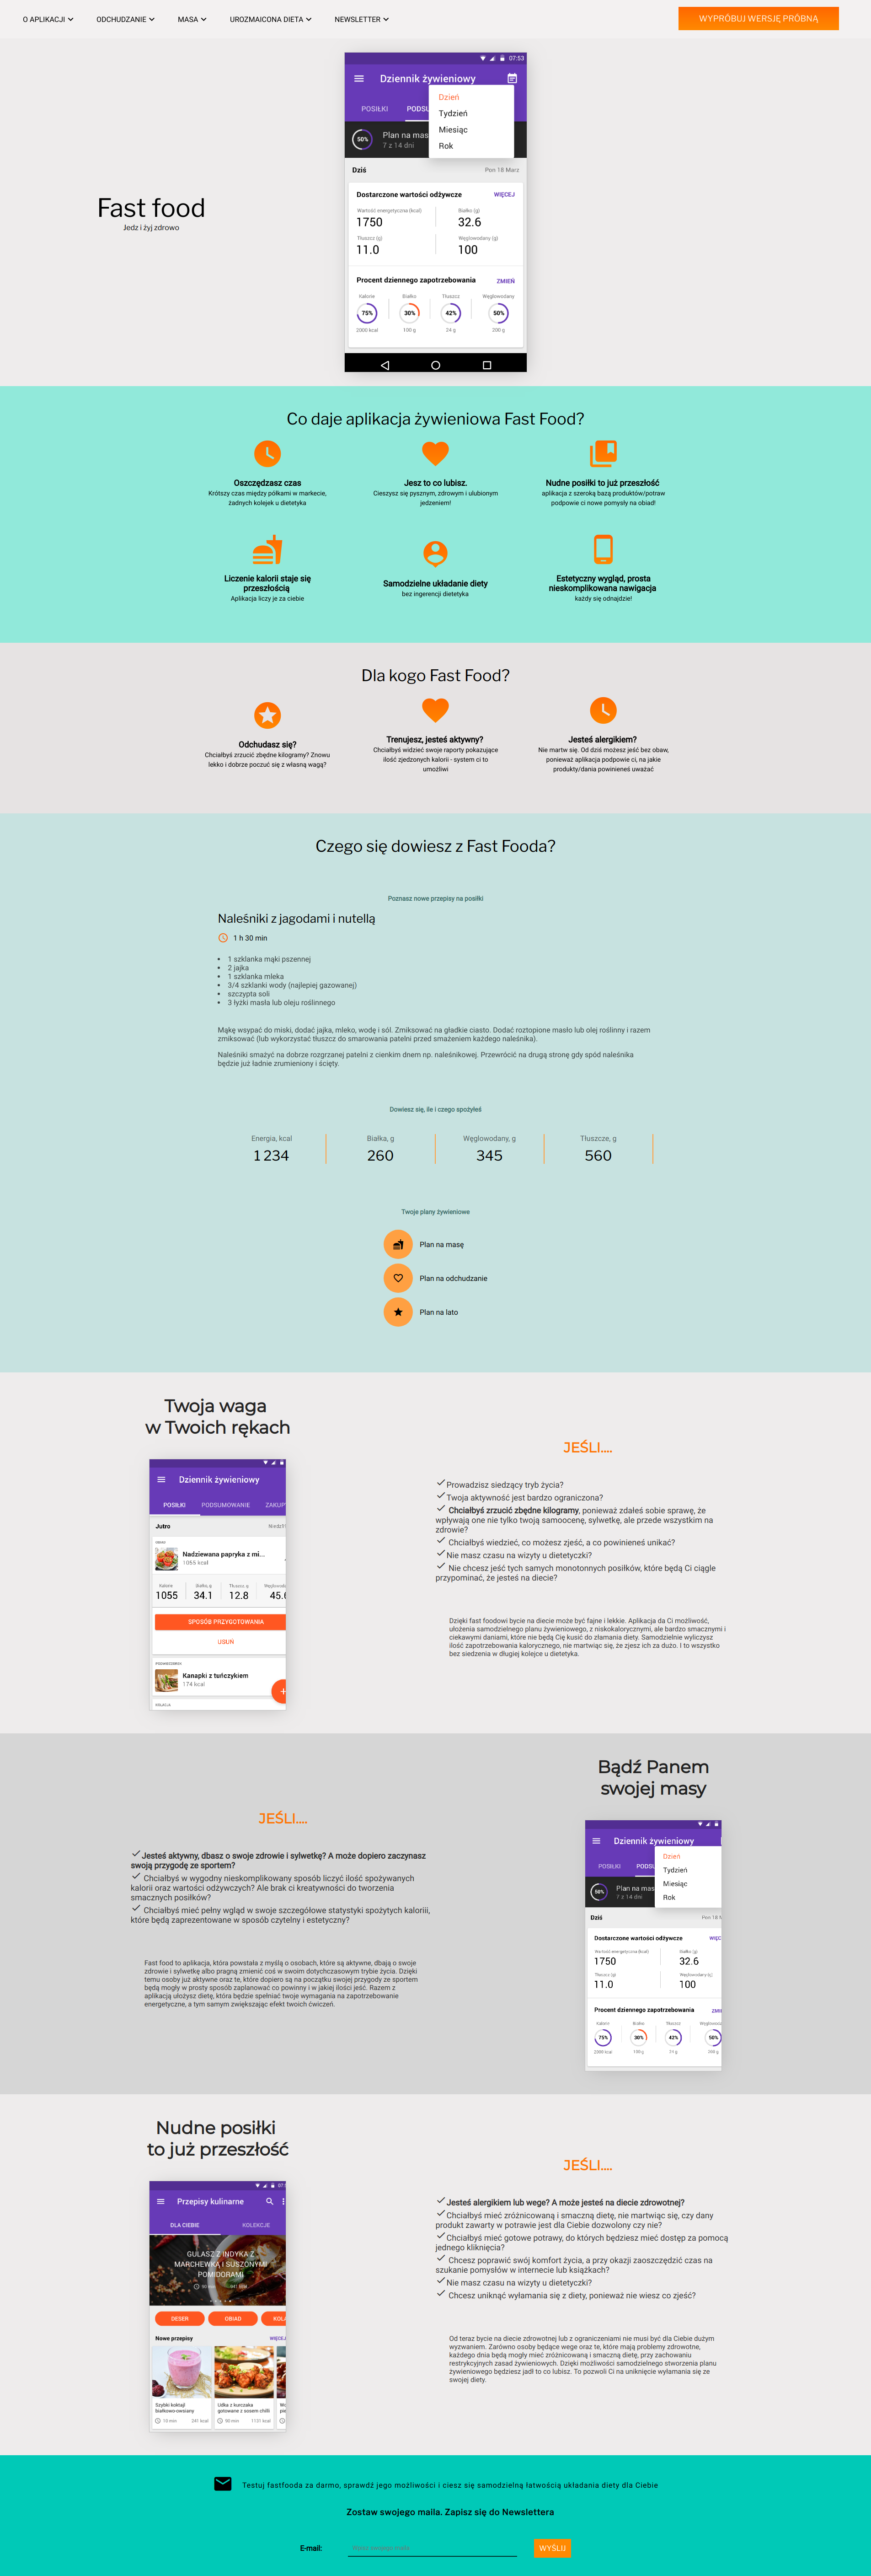 O APLIKACJI
ODCHUDZANIE
MASA
UROZMAICONA DIETA
NEWSLETTER
WYPRÓBUJ WERSJĘ PRÓBNĄ
Fast food
Jedz i żyj zdrowo
07:53
Dziennik żywieniowy
POSIŁKI PODSU
Dzień
Tydzień
Miesiąc
Rok
50%
Plan na mas
7 z 14 dni
Dziś
Pon 18 Marz
Dostarczone wartości odżywcze
WIĘCEJ
Wartość energetyczna (kcal) Białko (g)
1750 32.6
Tłuszcz (g) Węglowodany (g)
11.0 100
Procent dziennego zapotrzebowania
ZMIEŃ
Kalorie Białko Tłuszcz Węglowodany
75% 30% 42% 50%
2000 kcal 100 g 24 g 200 g
Co daje aplikacja żywieniowa Fast Food?
Oszczędzasz czas
Krótszy czas między półkami w markecie,
żadnych kolejek u dietetyka
Jesz to co lubisz.
Cieszysz się pysznym, zdrowym i ulubionym
jedzeniem!
Nudne posiłki to już przeszłość
aplikacja z szeroką bazą produktów/potraw
podpowie ci nowe pomysły na obiad!
Liczenie kalorii staje się
przeszłością
Aplikacja liczy je za ciebie
Samodzielne układanie diety
bez ingerencji dietetyka
Estetyczny wygląd, prosta
nieskomplikowana nawigacja
każdy się odnajdzie!
Dla kogo Fast Food?
Odchudasz się?
Chciałbyś zrzucić zbędne kilogramy? Znowu
lekko i dobrze poczuć się z własną wagą?
Trenujesz, jesteś aktywny?
Chciałbyś widzieć swoje raporty pokazujące
ilość zjedzonych kalorii - system ci to
umożliwi
Jesteś alergikiem?
Nie martw się. Od dziś możesz jeść bez obaw,
ponieważ aplikacja podpowie ci, na jakie
produkty/dania powinieneś uważać
Czego się dowiesz z Fast Fooda?
Poznasz nowe przepisy na posiłki
Naleśniki z jagodami i nutellą
1 h 30 min
• 1 szklanka mąki pszennej
• 2 jajka
• 1 szklanka mleka
• 3/4 szklanki wody (najlepiej gazowanej)
• szczypta soli
• 3 łyżki masła lub oleju roślinnego
Mąkę wsypać do miski, dodać jajka, mleko, wodę i sól. Zmiksować na gładkie ciasto. Dodać roztopione masło lub olej roślinny i razem
zmiksować (lub wykorzystać tłuszcz do smarowania patelni przed smażeniem każdego naleśnika).
Naleśniki smażyć na dobrze rozgrzanej patelni z cienkim dnem np. naleśnikowej. Przewrócić na drugą stronę gdy spód naleśnika
będzie już ładnie zrumieniony i ścięty.
Dowiesz się, ile i czego spożyłeś
Energia, kcal Białka, g Węglowodany, g Tłuszcze, g
1 234 260 345 560
Twoje plany żywieniowe
Plan na masę
Plan na odchudzanie
Plan na lato
Twoja waga
w Twoich rękach
Dziennik żywieniowy
POSIŁKI PODSUMOWANIE ZAKUP
Jutro
Niedz
Nadziewana papryka z mi...
1055 kcal
Kalorie Białko, g Tłuszcz g Węglowod
1055 34.1 12.8 45.
SPOSÓB PRZYGOTOWANIA
USUŃ
Kanapki z tuńczykiem
174 kcal
KOLACJA
JEŚLI....
Prowadzisz siedzący tryb życia?
Twoja aktywność jest bardzo ograniczona?
Chciałbyś zrzucić zbędne kilogramy, ponieważ zdałeś sobie sprawę, że
wpływają one nie tylko twoją samoocenę, sylwetkę, ale przede wszystkim na
zdrowie?
Chciałbyś wiedzieć, co możesz zjeść, a co powinieneś unikać?
Nie masz czasu na wizyty u dietetyczki?
Nie chcesz jeść tych samych monotonnych posiłków, które będą Ci ciągle
przypominać, że jesteś na diecie?
Dzięki fast foodowi bycie na diecie może być fajne i lekkie. Aplikacja da Ci możliwość,
ułożenia samodzielnego planu żywieniowego, z niskokalorycznymi, ale bardzo smacznymi i
ciekawymi daniami, które nie będą Cię kusić do złamania diety. Samodzielnie wyliczysz
ilość zapotrzebowania kalorycznego, nie martwiąc się, że zjesz ich za dużo. I to wszystko
bez siedzenia w długiej kolejce u dietetyka.
Bądź Panem
swojej masy
JEŚLI....
Jesteś aktywny, dbasz o swoje zdrowie i sylwetkę? A może dopiero zaczynasz
swoją przygodę ze sportem?
Chciałbyś w wygodny nieskomplikowany sposób liczyć ilość spożywanych
kalorii oraz wartości odżywczych? Ale brak ci kreatywności do tworzenia
smacznych posiłków?
Chciałbyś mieć pełny wgląd w swoje szczegółowe statystyki spożytych kaloriii,
które będą zaprezentowane w sposób czytelny i estetyczny?
Fast food to aplikacja, która powstała z myślą o osobach, które są aktywne, dbają o swoje
zdrowie i sylwetkę albo pragną zmienić coś w swoim dotychczasowym trybie życia. Dzięki
temu osoby już aktywne oraz te, które dopiero są na początku swojej przygody ze sportem
będą mogły w prosty sposób zaplanować co powinny i w jakiej ilości jeść. Razem z
aplikacją ułożysz dietę, która będzie spełniać twoje wymagania na zapotrzebowanie
energetyczne, a tym samym zwiększając efekt twoich ćwiczeń.
Dziennik żywieniowy
POSIŁKI PODSU
Dzień
Tydzień
Miesiąc
Rok
50%
Plan na mas
7 z 14 dni
Dziś
Pon 18 M
Dostarczone wartości odżywcze
WIĘC
Wartość energetyczna (kcal) Białko (g)
1750 32.6
Tłuszcz (g) Węglowodany (g)
11.0 100
Procent dziennego zapotrzebowania
ZMIE
Kalorie Białko Tłuszcz Węglowoda
75% 30% 42% 50%
2000 kcal 100 g 200 g
Nudne posiłki
to już przeszłość
Przepisy kulinarne
DLA CIEBIE KOLEKCJE
GULASZ Z INDYKA Z
MARCHEWKĄ I SUSZONYMI
POMIDORAMI
90 min 341 kcal
DESER OBIAD KOLA
Nowe przepisy
WIĘCEJ
Szybki koktajl
białkowo-owsiany
10 min 241 kcal
Udka z kurczaka
gotowane z sosem chilli
90 min 1131 kcal
JEŚLI....
Jesteś alergikiem lub wege? A może jesteś na diecie zdrowotnej?
Chciałbyś mieć zróżnicowaną i smaczną dietę, nie martwiąc się, czy dany
produkt zawarty w potrawie jest dla Ciebie dozwolony czy nie?
Chciałbyś mieć gotowe potrawy, do których będziesz mieć dostęp za pomocą
jednego kliknięcia?
Chcesz poprawić swój komfort życia, a przy okazji zaoszczędzić czas na
szukanie pomysłów w internecie lub książkach?
Nie masz czasu na wizyty u dietetyczki?
Chcesz uniknąć wyłamania się z diety, ponieważ nie wiesz co zjeść?
Od teraz bycie na diecie zdrowotnej lub z ograniczeniami nie musi być dla Ciebie dużym
wyzwaniem. Zarówno osoby będące wege oraz te, które mają problemy zdrowotne,
każdego dnia będą mogły mieć zróżnicowaną i smaczną dietę, przy zachowaniu
restrykcyjnych zasad żywieniowych. Dzięki możliwości samodzielnego stworzenia planu
żywieniowego będziesz jadł to co lubisz. To pozwoli Ci na uniknięcie wyłamania się ze
swojej diety.
Testuj fastfooda za darmo, sprawdź jego możliwości i ciesz się samodzielną łatwością układania diety dla Ciebie
Zostaw swojego maila. Zapisz się do Newslettera
E-mail:
WYŚLIJ